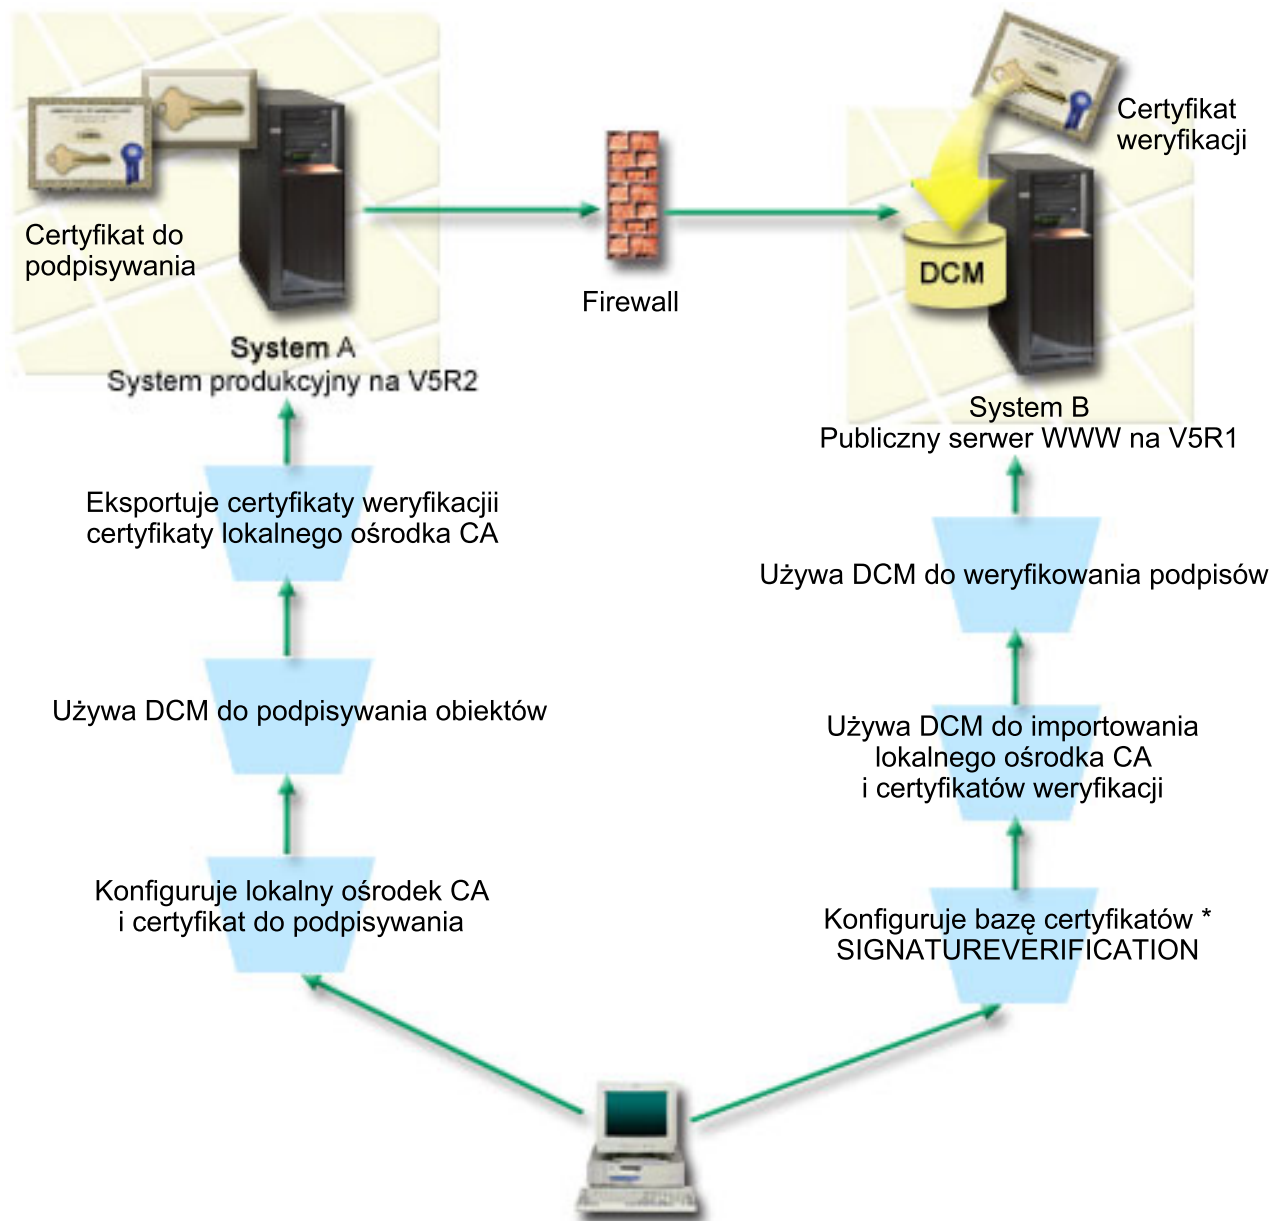 Certyfikat do
podpisywania
Certyfikat
weryfikacji
DCM
Firewall
System A
System produkcyjny na V5R2
System B
Publiczny serwer WWW na V5R1
Eksportuje certyfikaty weryfikacjii
certyfikaty lokalnego ośrodka CA
Używa DCM do podpisywania obiektów
Konfiguruje lokalny ośrodek CA
i certyfikat do podpisywania
Używa DCM do weryfikowania podpisów
Używa DCM do importowania
lokalnego ośrodka CA
i certyfikatów weryfikacji
Konfiguruje bazę certyfikatów *
SIGNATUREVERIFICATION